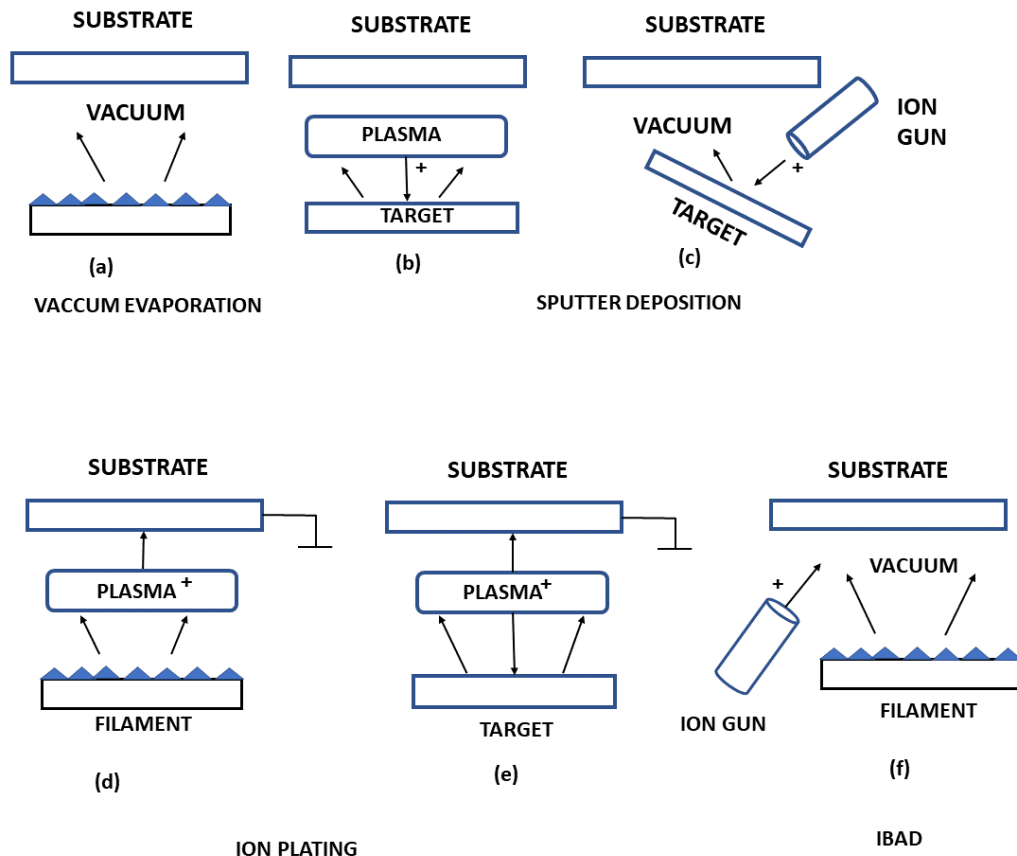 SUBSTRATE
VACUUM
(a)
VACCUM EVAPORATION
SUBSTRATE
PLASMA
+
TARGET
(b)
SUBSTRATE
ION
GUN
VACUUM
+
TARGET
(c)
SPUTTER DEPOSITION
SUBSTRATE
PLASMA +
FILAMENT
(d)
SUBSTRATE
PLASMA+
TARGET
(e)
ION PLATING
SUBSTRATE
VACUUM
+
ION GUN
FILAMENT
(f)
IBAD